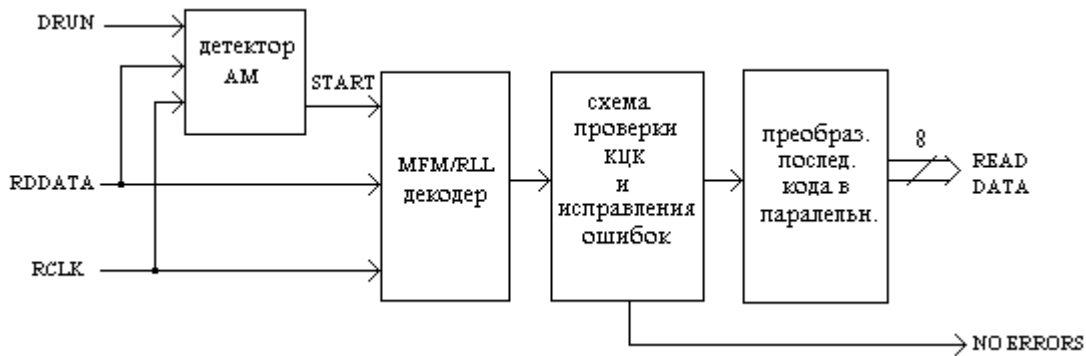 DRUN
детектор
АМ
START
RDDATA
RCLK
MFM/RLL
декодер
схема
проверки
КЦК
и
исправления
ошибок
преобраз.
послед.
кода в
паралельн.
8
READ
DATA
NO ERRORS